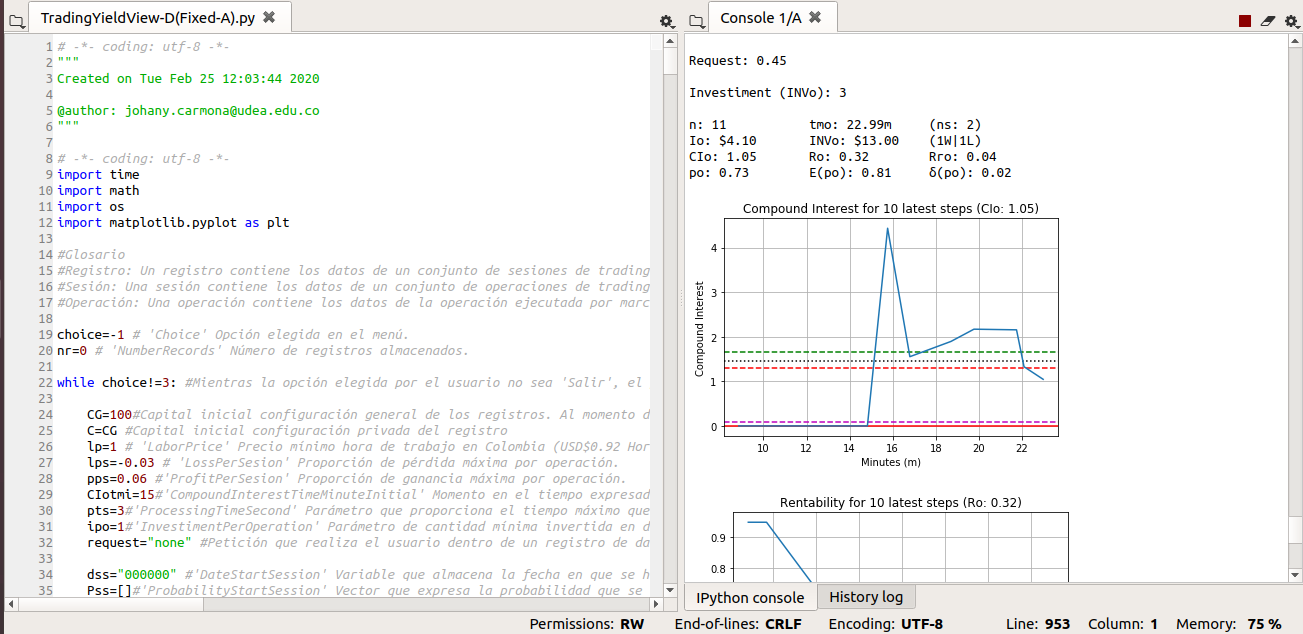 TradingYieldView-D(Fixed-A).py
1 # -*- coding: utf-8 -*-
2 """
3 Created on Tue Feb 25 12:03:44 2020
4
5 @author: johany.carmona@udea.edu.co
6 """
7
8 # -*- coding: utf-8 -*-
9 import time
10 import math
11 import os
12 import matplotlib.pyplot as plt
13
14 #Glosario
15 #Registro: Un registro contiene los datos de un conjunto de sesiones de trading
16 #Sesión: Una sesión contiene los datos de un conjunto de operaciones de trading
17 #Operación: Una operación contiene los datos de la operación ejecutada por marc
18
19 choice=-1 # 'Choice' Opción elegida en el menú.
20 nr=0 # 'NumberRecords' Número de registros almacenados.
21
22 while choice!=3: #Mientras la opción elegida por el usuario no sea 'Salir', el
23
24 CG=100#Capital inicial configuración general de los registros. Al momento d
25 C=CG #Capital inicial configuración privada del registro
26 lp=1 # 'LaborPrice' Precio mínimo hora de trabajo en Colombia (USD$0.92 Hor
27 lps=-0.03 # 'LossPerSesion' Proporción de pérdida máxima por operación.
28 pps=0.06 #'ProfitPerSesion' Proporción de ganancia máxima por operación.
29 CIotmi=15#'CompoundInterestTimeMinuteInitial' Momento en el tiempo expresad
30 pts=3#'ProcessingTimeSecond' Parámetro que proporciona el tiempo máximo que
31 ipo=1#'InvestimentPerOperation' Parámetro de cantidad mínima invertida en d
32 request="none" #Petición que realiza el usuario dentro de un registro de da
33
34 dss="000000" #'DateStartSession' Variable que almacena la fecha en que se h
35 Pss=[]#'ProbabilityStartSession' Vector que expresa la probabilidad que se
Console 1/A
Request: 0.45
Investiment (INVo): 3
n: 11 tmo: 22.99m (ns: 2)
Io: $4.10 INVo: $13.00 (1W|1L)
CIo: 1.05 Ro: 0.32 Rro: 0.04
po: 0.73 E(po): 0.81 δ(po): 0.02
Compound Interest for 10 latest steps (CIo: 1.05)
4
3
2
1
0
Compound Interest
10 12 14 16 18 20 22
Minutes (m)
Rentability for 10 latest steps (Ro: 0.32)
0.9
0.8
IPython console
History log
Permissions: RW End-of-lines: CRLF Encoding: UTF-8 Line: 953 Column: 1 Memory: 75 %